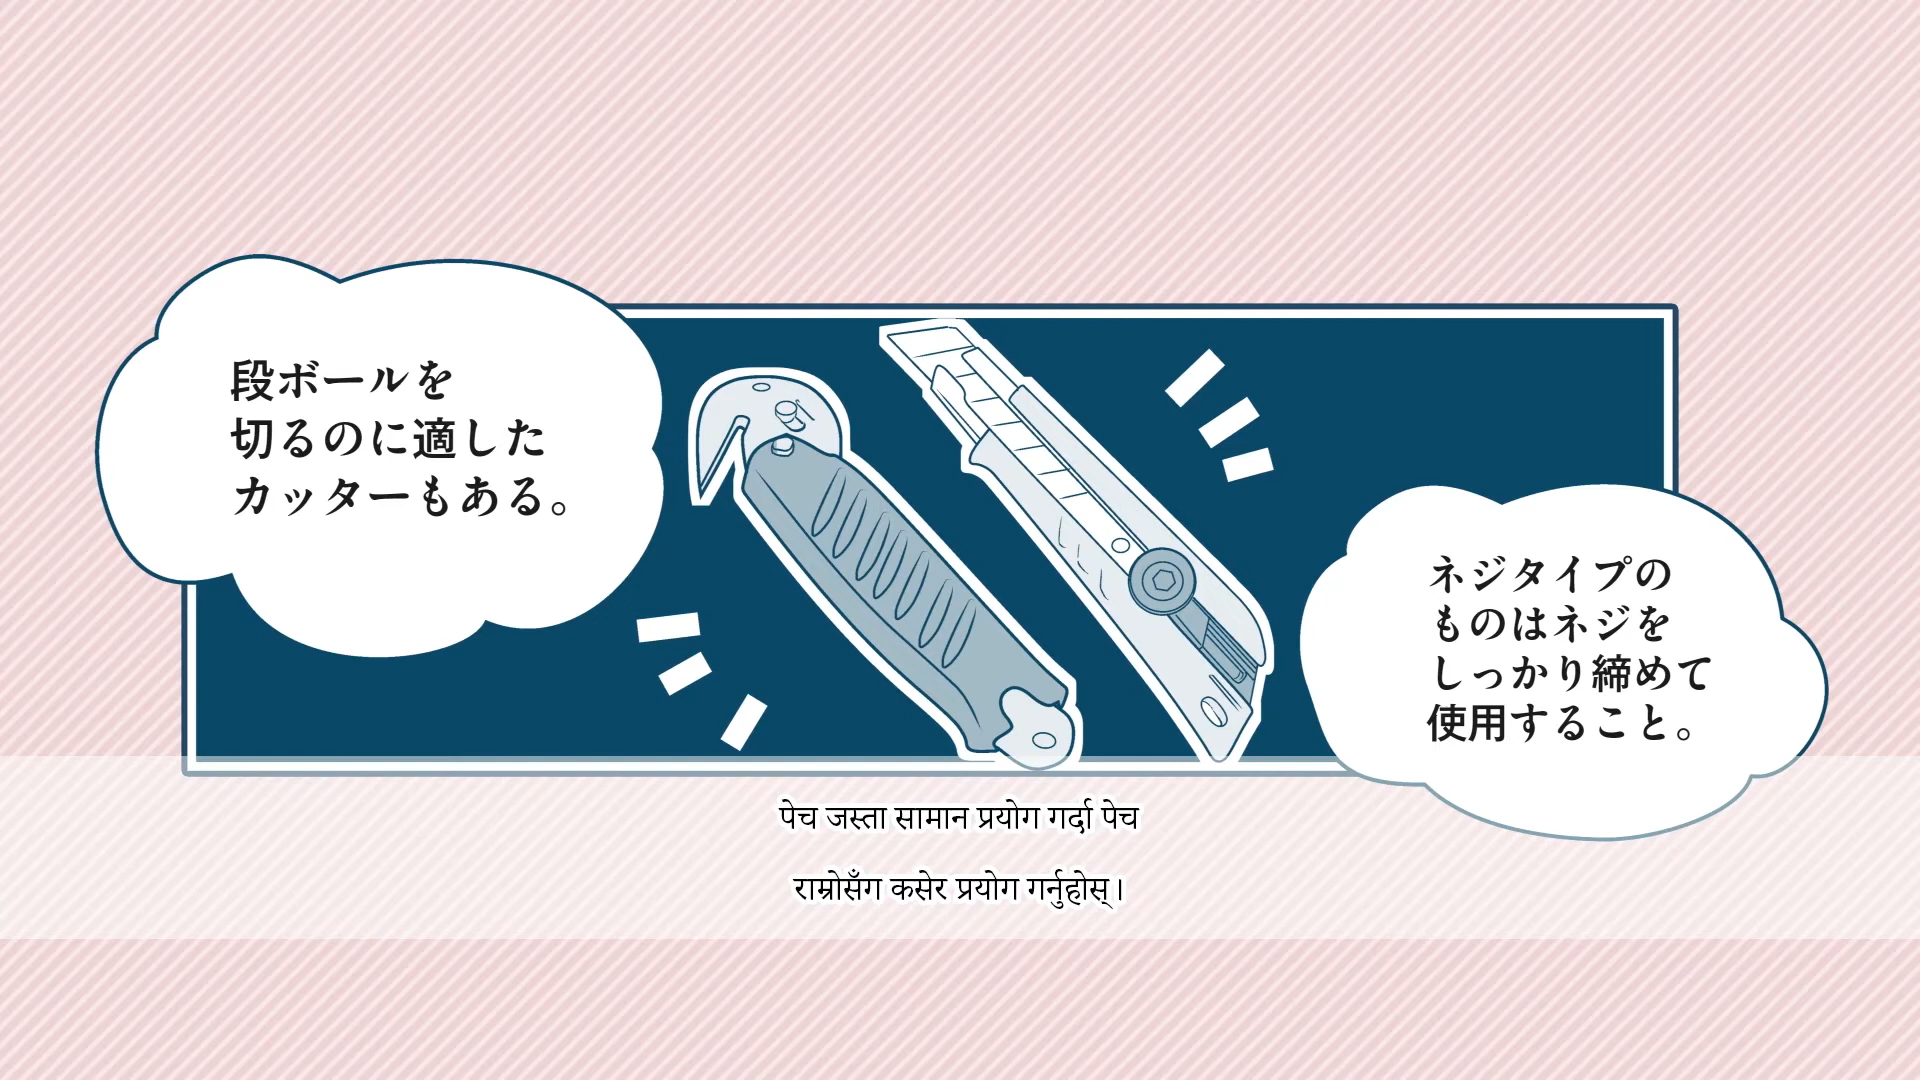 段ボールを
切るのに適した
カッターもある。
ネジタイプの
ものはネジを
しっかり締めて
使用すること。
पेच जस्ता सामान प्रयोग गर्दा पेच
राम्रोसँग कसेर प्रयोग गर्नुहोस्।